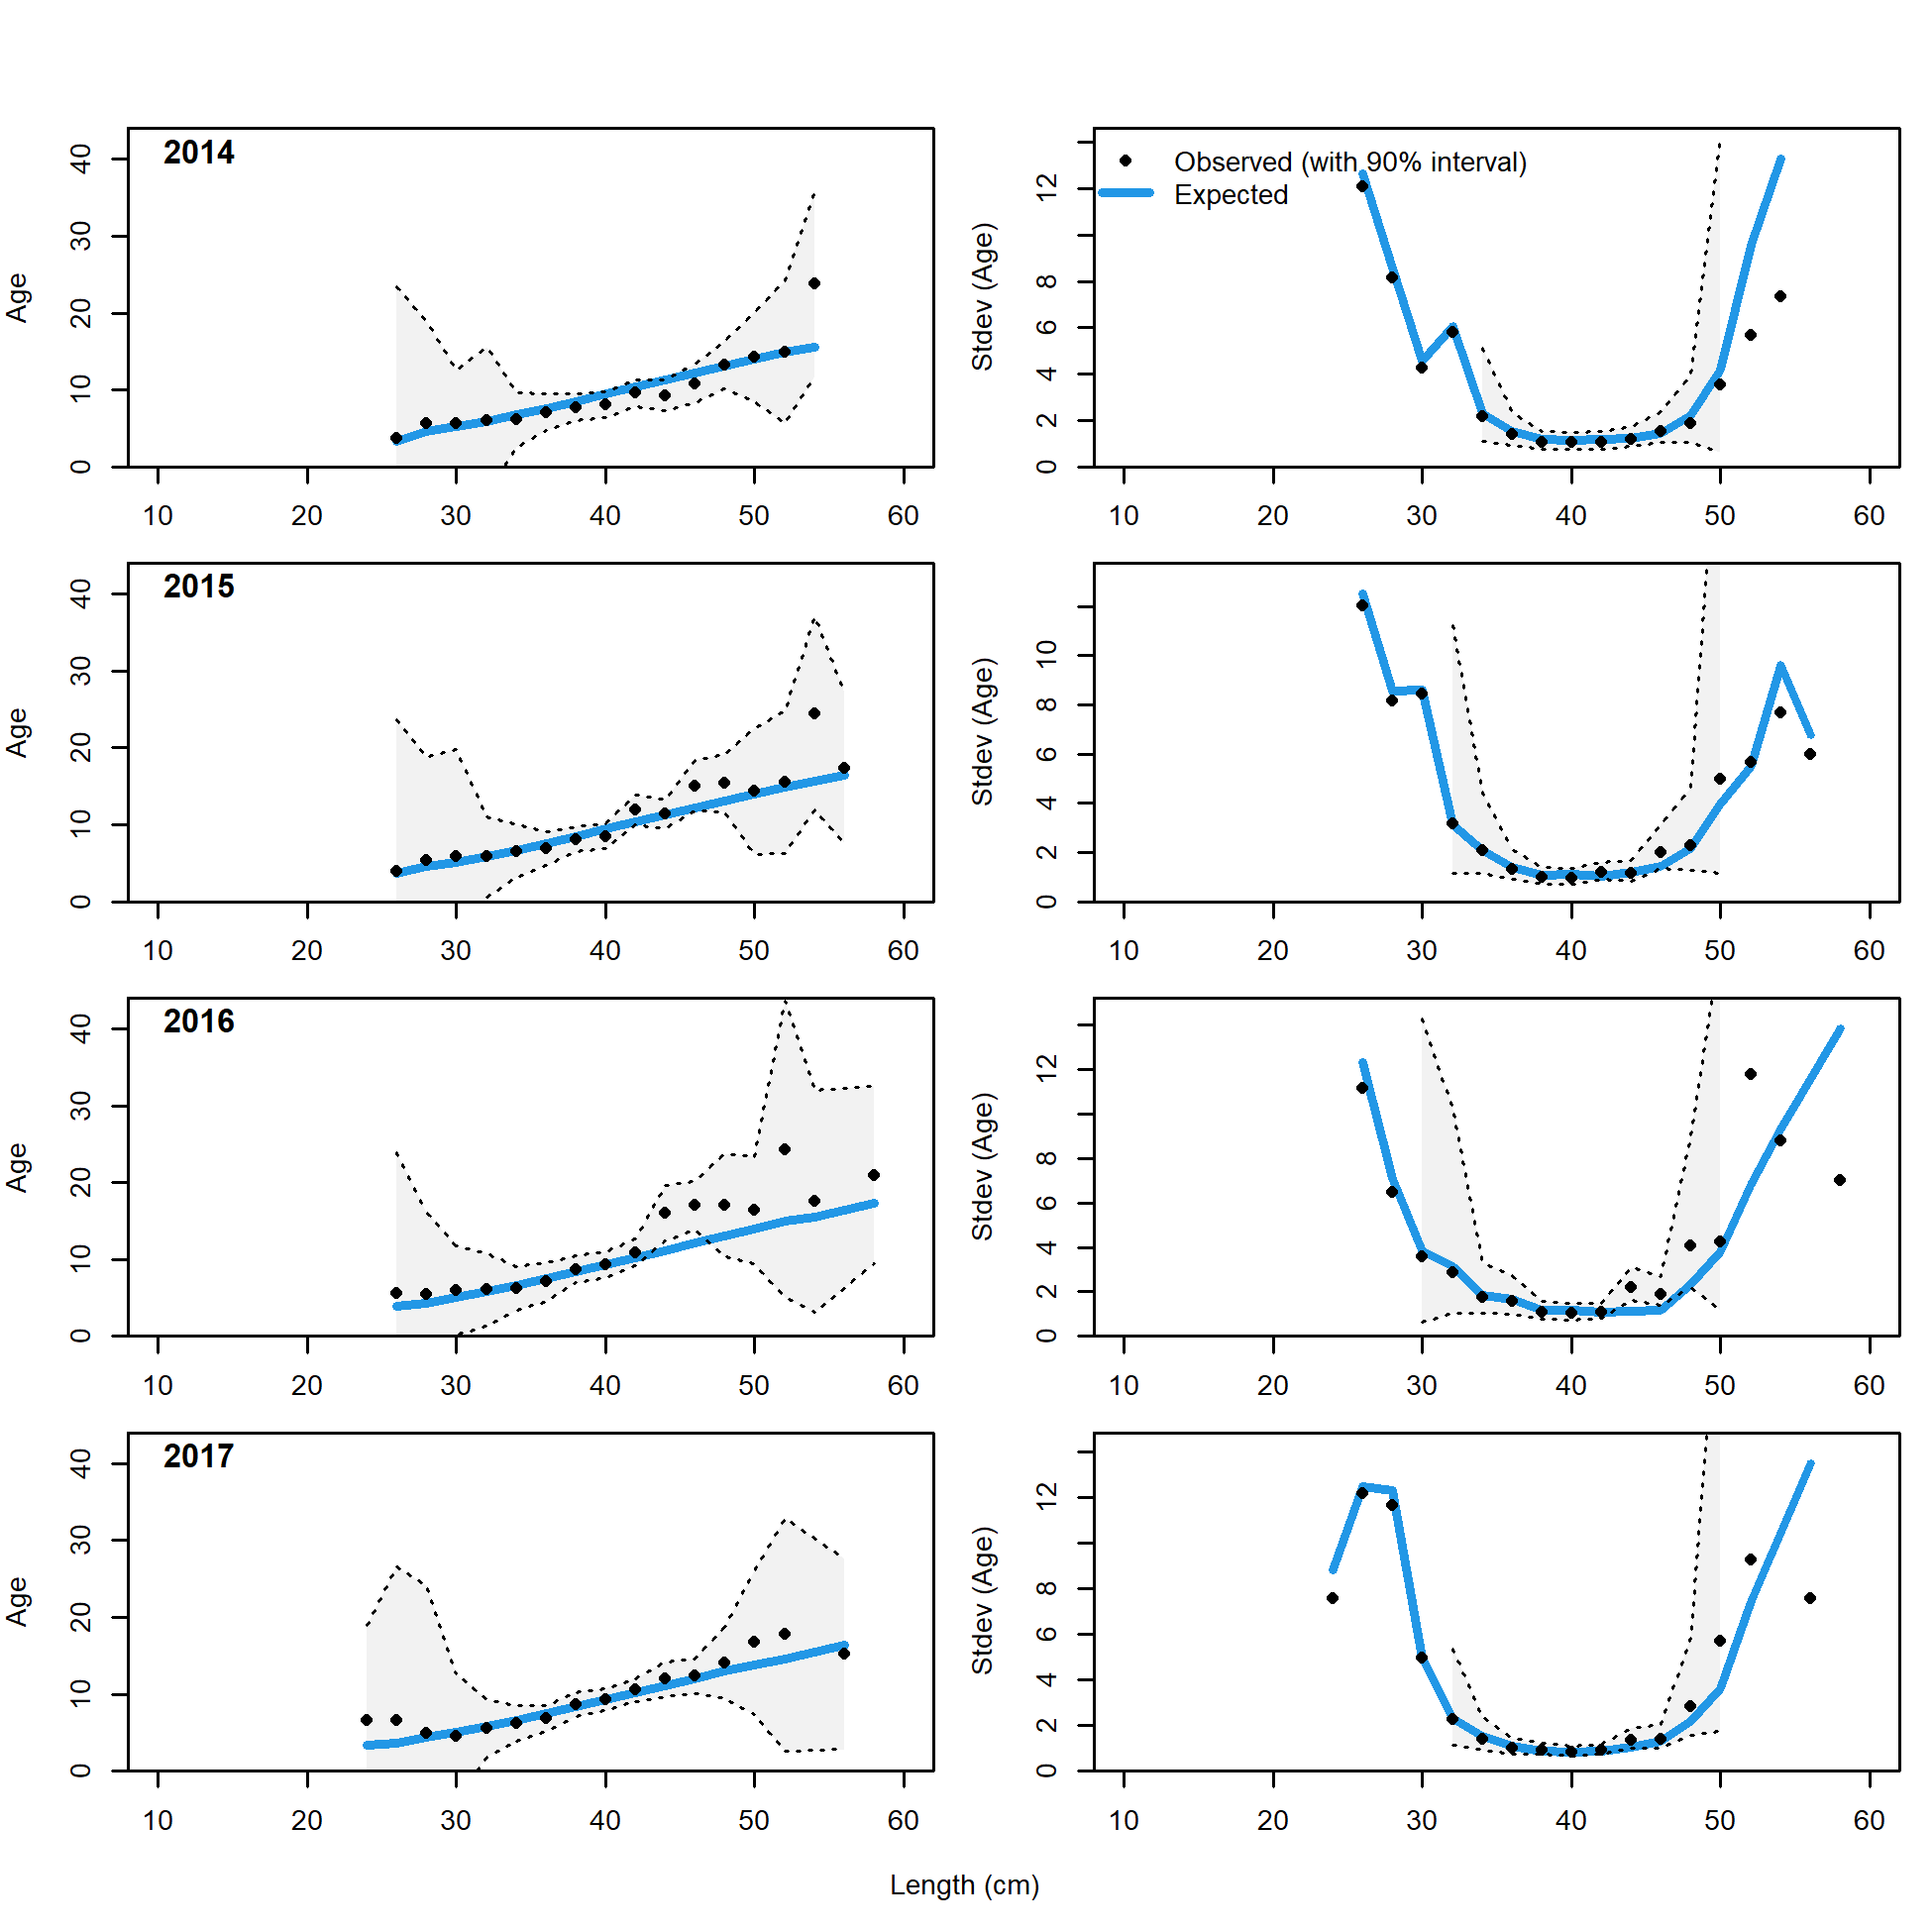 2014
Age
0 10 20 30 40
10 20 30 40 50 60
Observed (with 90% interval)
Expected
Stdev (Age)
0 2 4 6 8 12
10 20 30 40 50 60
2015
Age
0 10 20 30 40
10 20 30 40 50 60
Stdev (Age)
0 2 4 6 8 10
10 20 30 40 50 60
2016
Age
0 10 20 30 40
10 20 30 40 50 60
Stdev (Age)
0 2 4 6 8 12
10 20 30 40 50 60
2017
Age
0 10 20 30 40
10 20 30 40 50 60
Stdev (Age)
0 2 4 6 8 12
10 20 30 40 50 60
Length (cm)